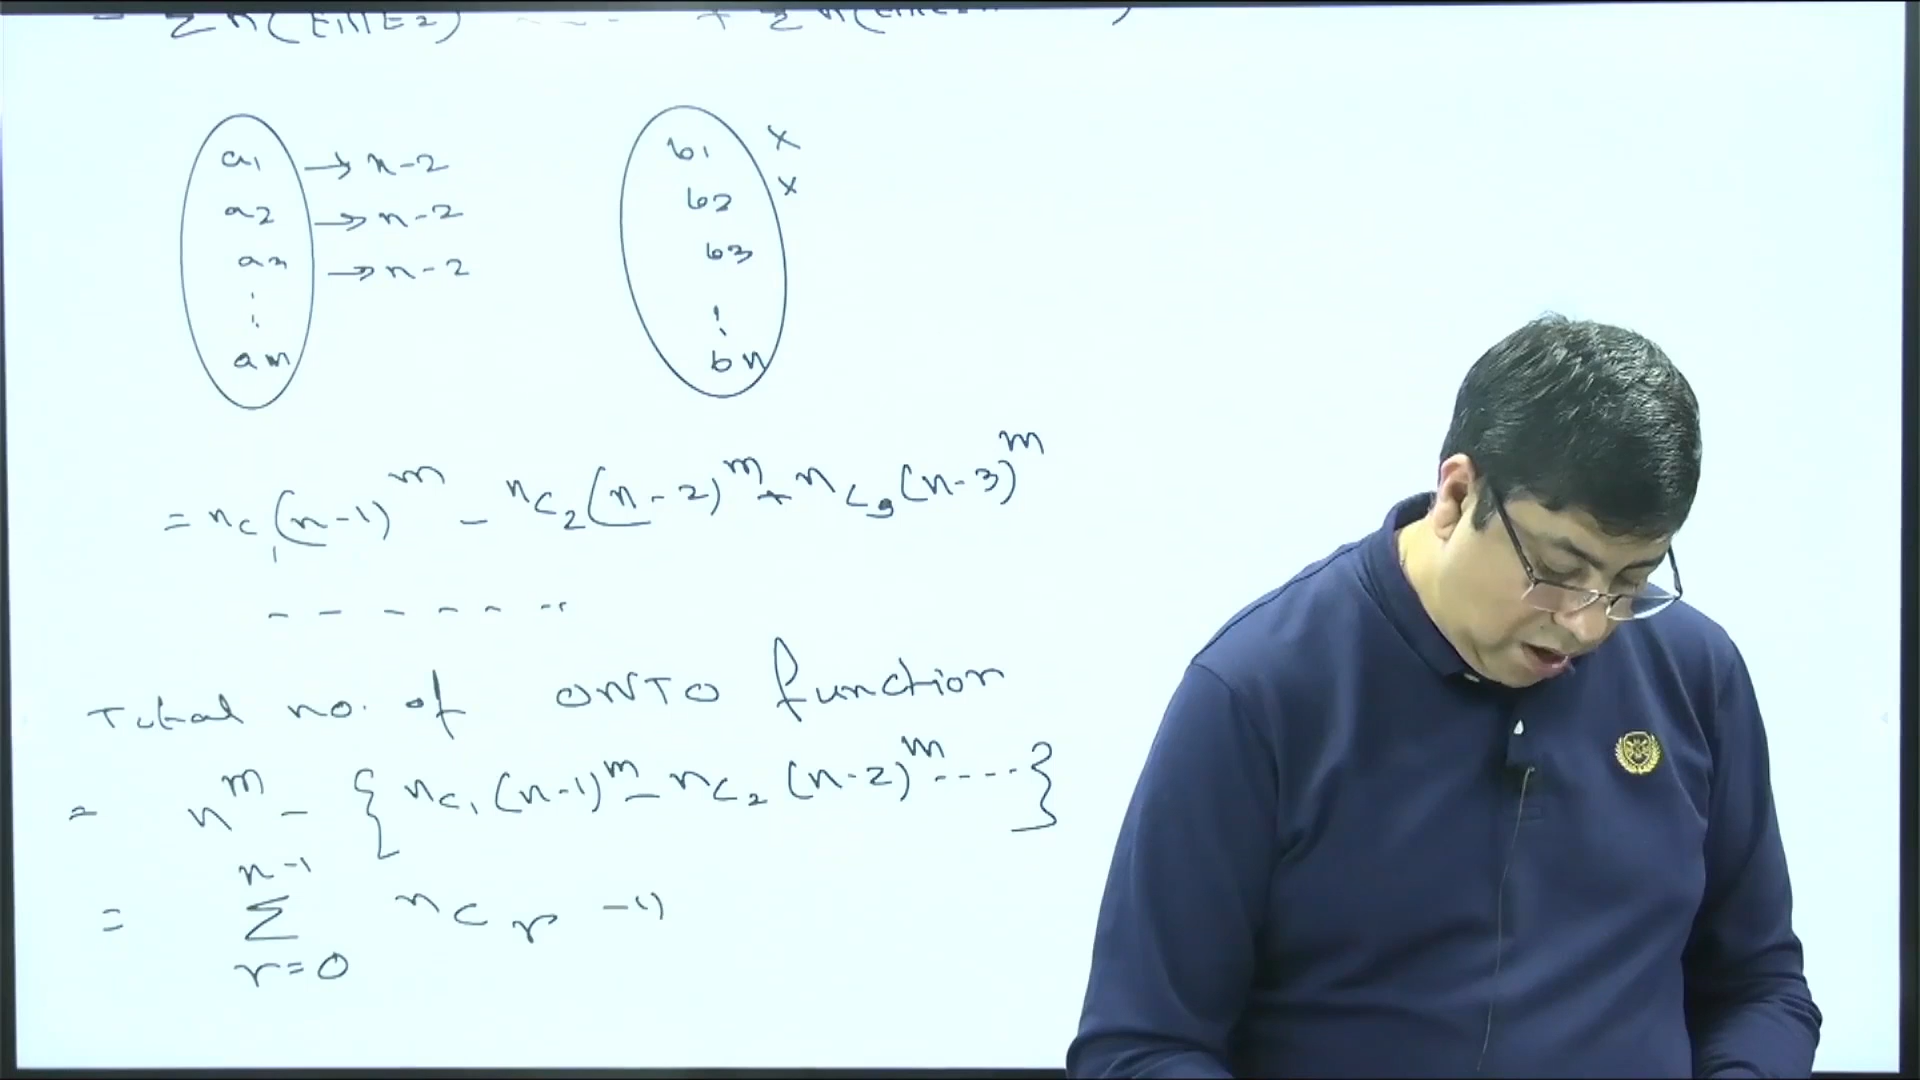 a1 → n-2 b1 x
a2 → n-2 b2 x
→ n-2 b3
am bn
= nc1 (n-1)^m - nc2 (n-2)^m + nc3 (n-3)^m
- - - - - - -
Total no. of ONTO function
= n^m - { nc1 (n-1)^m - nc2 (n-2)^m ---- }
= Σ_{r=0}^{n-1} ncr -1)